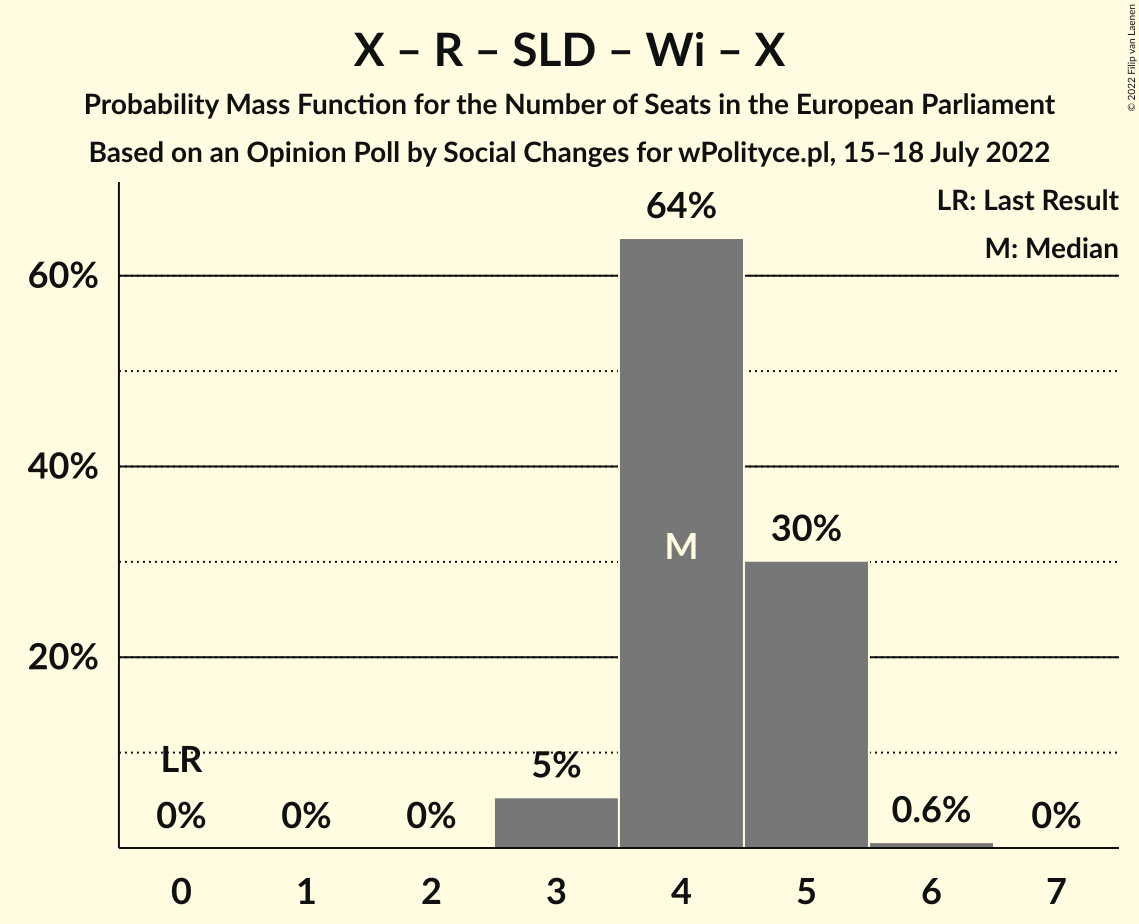 X – R – SLD – Wi – X
Probability Mass Function for the Number of Seats in the European Parliament
Based on an Opinion Poll by Social Changes for wPolityce.pl, 15–18 July 2022
© 2022 Filip van Laenen
LR: Last Result
M: Median
64%
60%
40%
30%
M
20%
LR
5%
0%
0%
0%
0.6%
0%
0
1
2
3
4
5
6
7